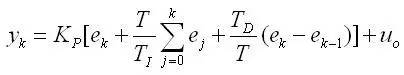 y_k = K_P[e_k + \frac{T}{T_I} \sum_{j=0}^{k} e_j + \frac{T_D}{T} (e_k - e_{k-1})] + u_o